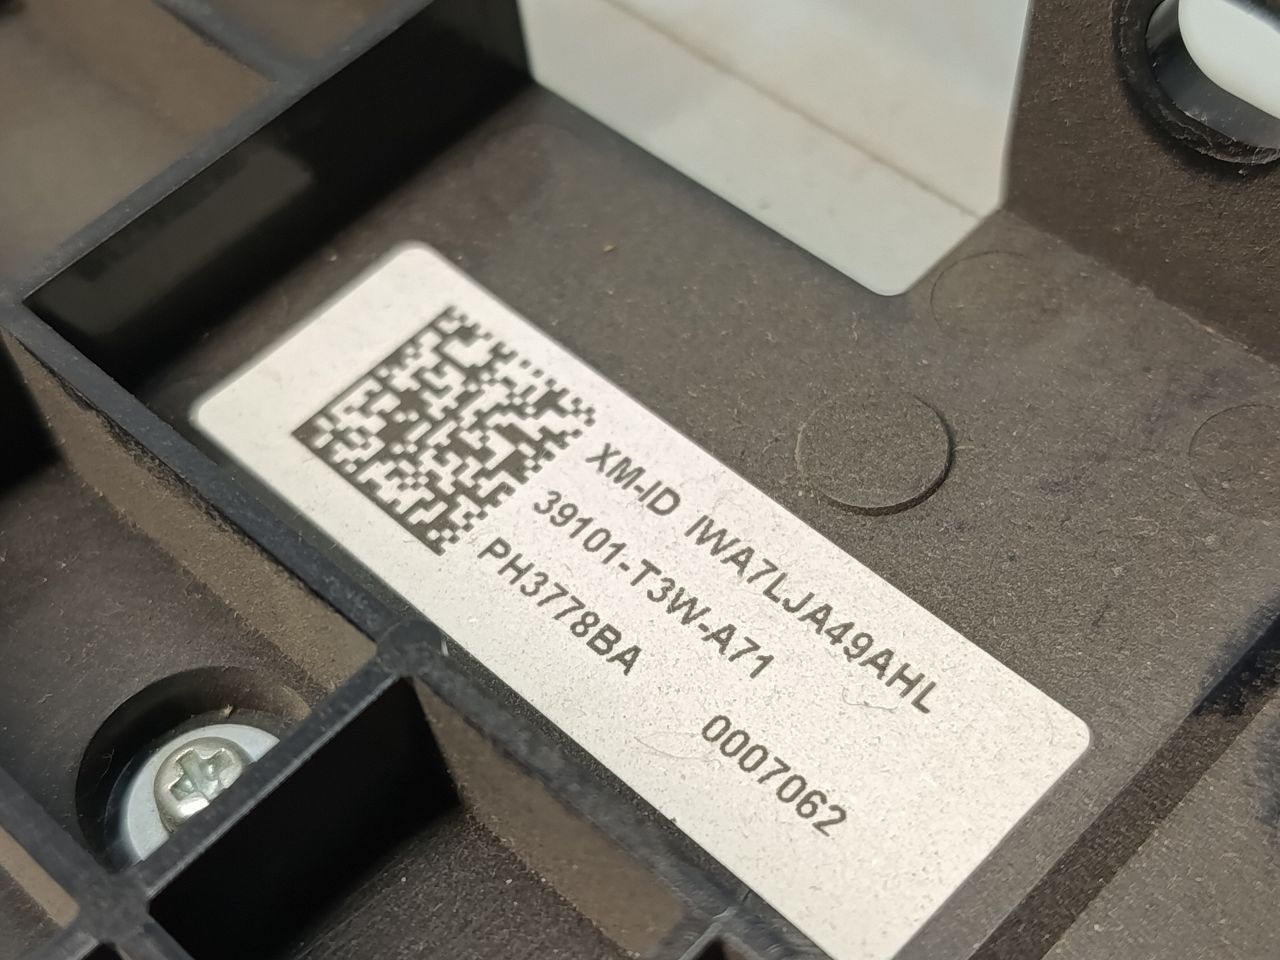 XM-ID IWA7LJA49AHL
39101-T3W-A71
PH3778BA
0007062